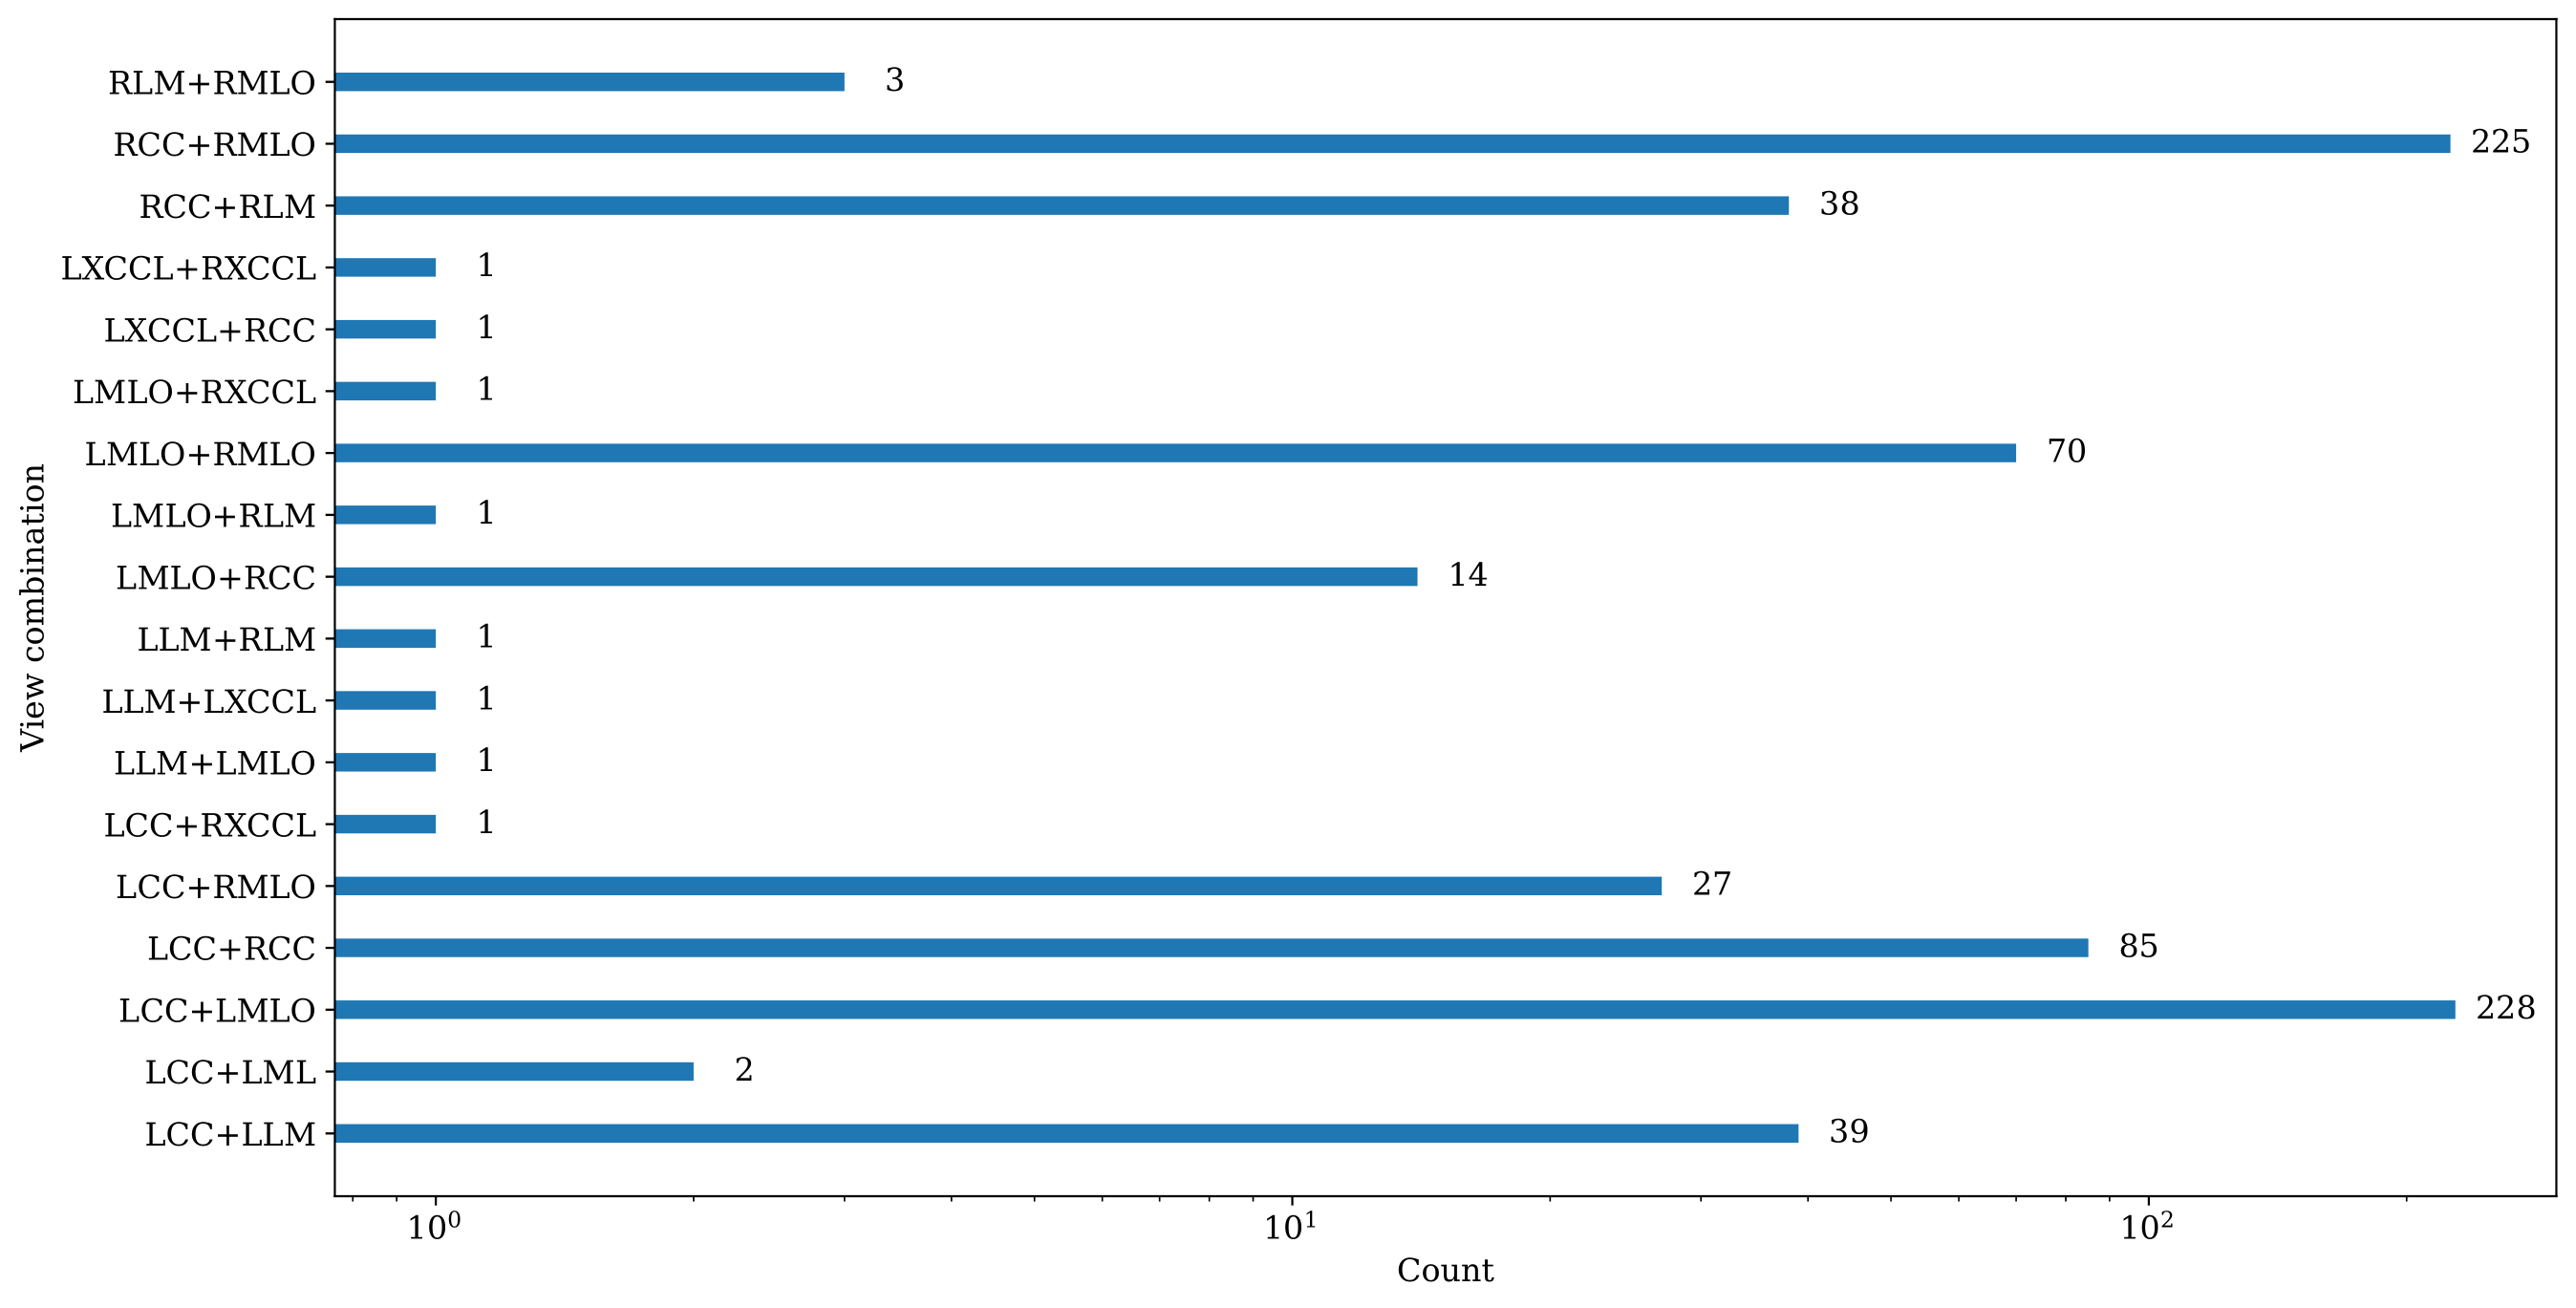 RLM+RMLO 3
RCC+RMLO 225
RCC+RLM 38
LXCCL+RXCCL 1
LXCCL+RCC 1
LMLO+RXCCL 1
LMLO+RMLO 70
LMLO+RLM 1
LMLO+RCC 14
LLM+RLM 1
LLM+LXCCL 1
LLM+LMLO 1
LCC+RXCCL 1
LCC+RMLO 27
LCC+RCC 85
LCC+LMLO 228
LCC+LML 2
LCC+LLM 39
View combination
10⁰ 10¹ 10²
Count